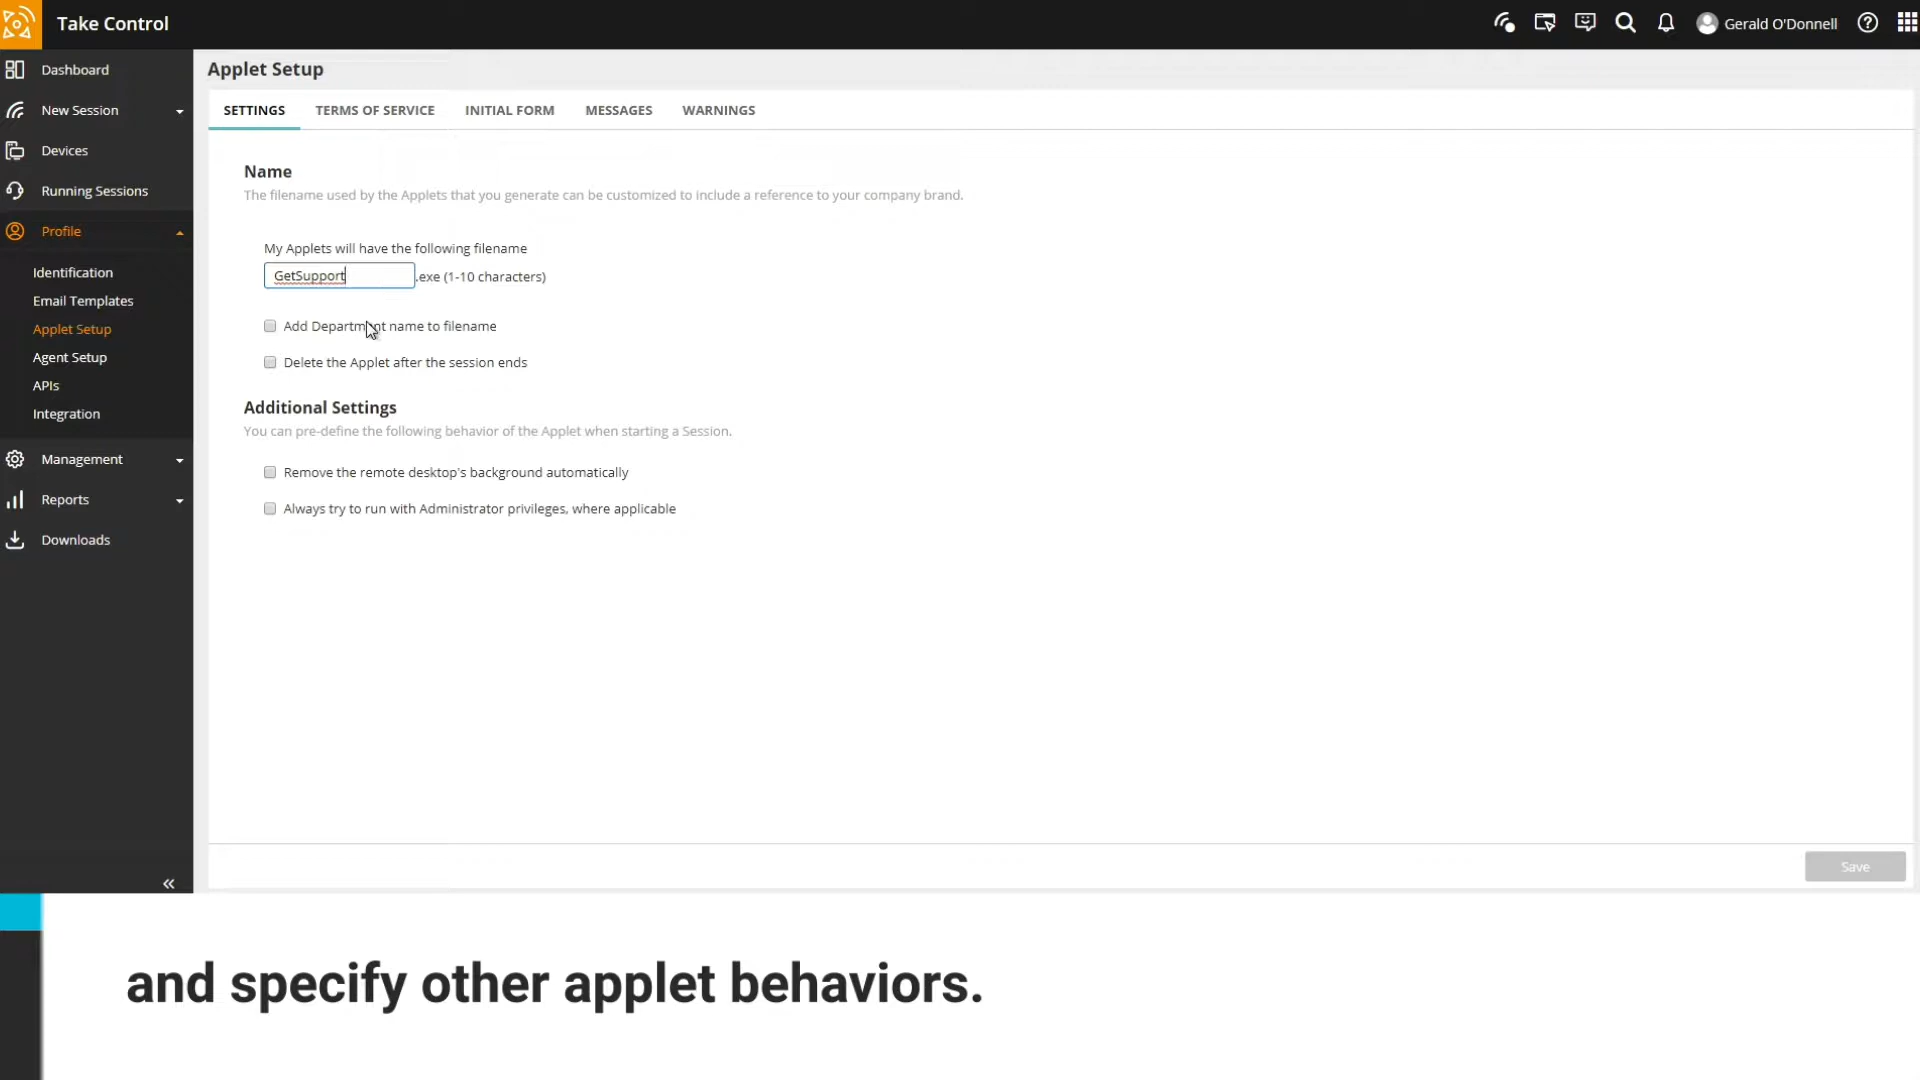 Take Control
Gerald O'Donnell
Dashboard
New Session
Devices
Running Sessions
Profile
Identification
Email Templates
Applet Setup
Agent Setup
APIs
Integration
Management
Reports
Downloads
Applet Setup
SETTINGS TERMS OF SERVICE INITIAL FORM MESSAGES WARNINGS
Name
The filename used by the Applets that you generate can be customized to include a reference to your company brand.
My Applets will have the following filename
GetSupport .exe (1-10 characters)
Add Department name to filename
Delete the Applet after the session ends
Additional Settings
You can pre-define the following behavior of the Applet when starting a Session.
Remove the remote desktop's background automatically
Always try to run with Administrator privileges, where applicable
Save
and specify other applet behaviors.